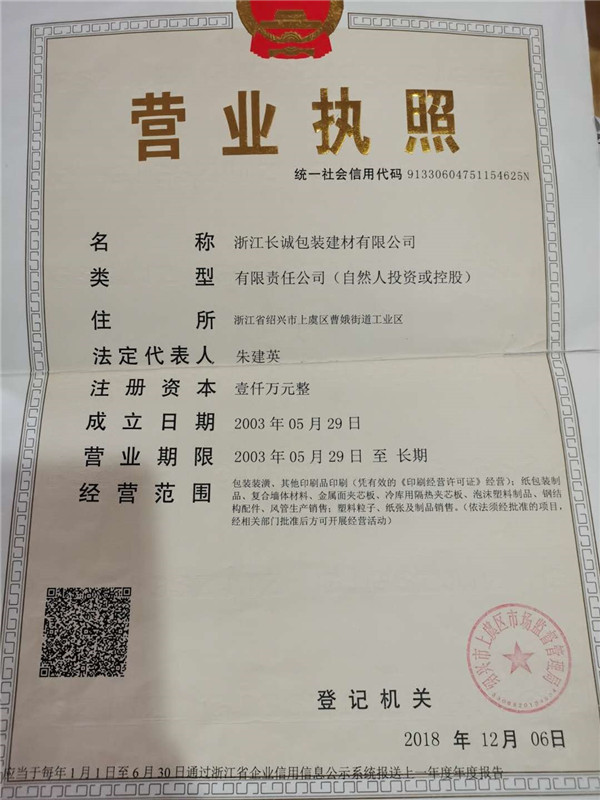 营业执照
统一社会信用代码 91330604751154625N
名称 浙江长诚包装建材有限公司
类型 有限责任公司（自然人投资或控股）
住所 浙江省绍兴市上虞区曹娥街道工业区
法定代表人 朱建英
注册资本 壹仟万元整
成立日期 2003年05月29日
营业期限 2003年05月29日至长期
经营范围 包装装潢、其他印刷品印刷（凭有效的《印刷经营许可证》经营）；纸包装制
品、复合墙体材料、金属面夹芯板、冷库用隔热夹芯板、泡沫塑料制品、钢结
构配件、风管生产销售；塑料粒子、纸张及制品销售。（依法须经批准的项目，
经相关部门批准后方可开展经营活动）
绍兴市上虞区市场监督管理局
登记机关
2018 年 12月 06日
应当于每年1月1日至6月30日通过浙江省企业信用信息公示系统报送上一年度年度报告